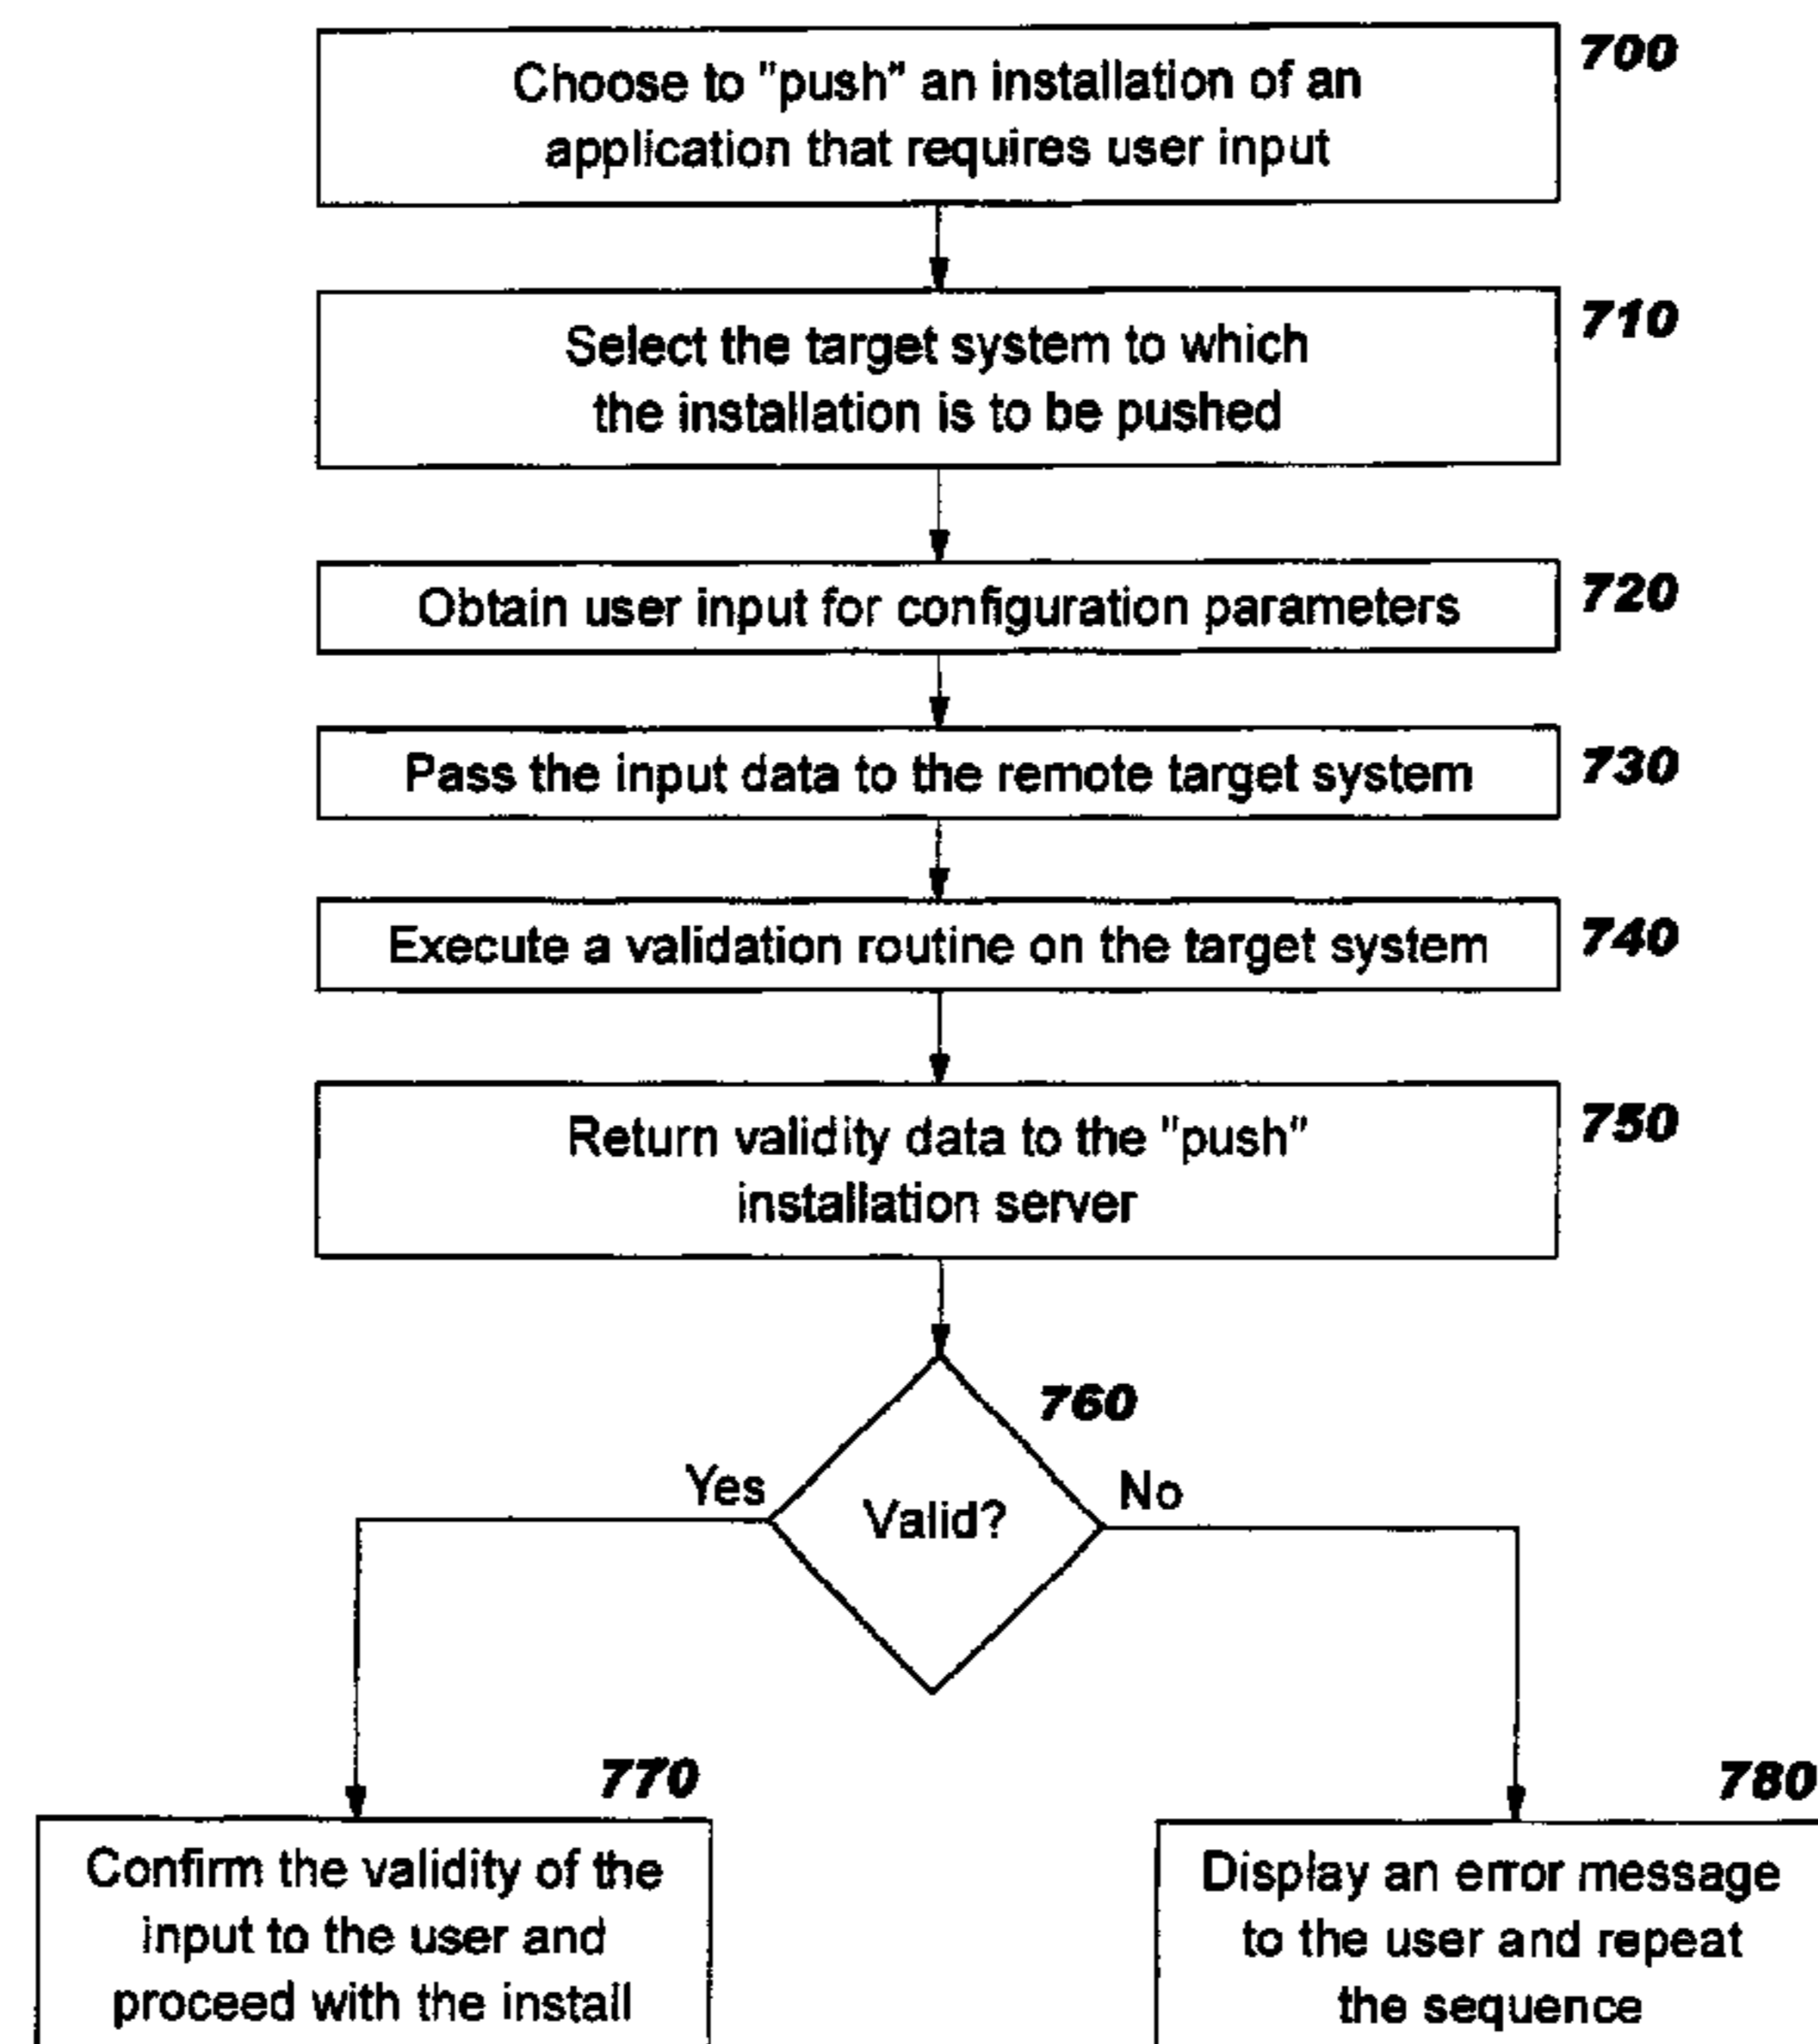 Choose to "push" an installation of an
application that requires user input
700
Select the target system to which
the installation is to be pushed
710
Obtain user input for configuration parameters
720
Pass the input data to the remote target system
730
Execute a validation routine on the target system
740
Return validity data to the "push"
installation server
750
760
Yes
Valid?
No
770
Confirm the validity of the
input to the user and
proceed with the install
780
Display an error message
to the user and repeat
the sequence